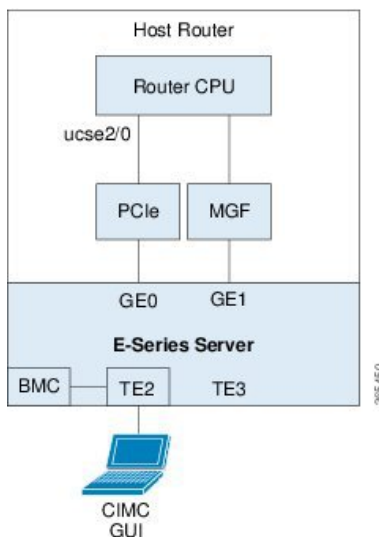 Host Router
Router CPU
ucse2/0
PCIe
MGF
GE0
GE1
E-Series Server
BMC
TE2
TE3
CIMC
GUI